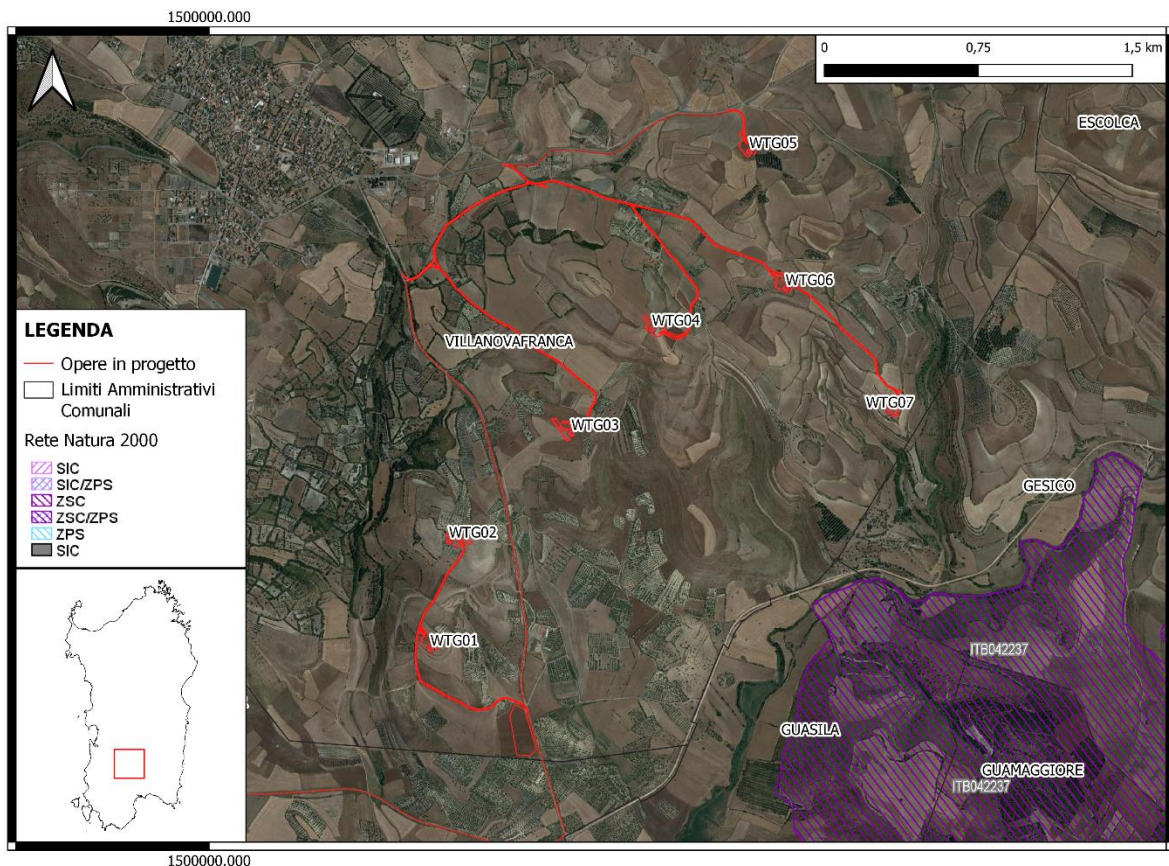 1500000.000
0 0,75 1,5 km
ESCOLCA
WTG05
WTG06
WTG04
VILLANOVAFRANCA
WTG07
WTG03
GESICO
WTG02
WTG01
ITB042237
GUASILA
GUAMAGGIORE
ITB042237
LEGENDA
Opere in progetto
Limiti Amministrativi
Comunali
Rete Natura 2000
SIC
SIC/ZPS
ZSC
ZSC/ZPS
ZPS
SIC
1500000.000